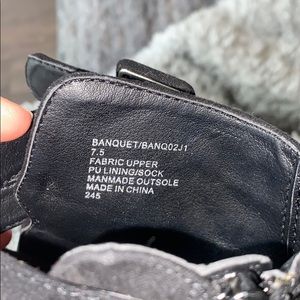 BANQUET/BANQ02J1
7.5
FABRIC UPPER
PU LINING/SOCK
MANMADE OUTSOLE
MADE IN CHINA
245